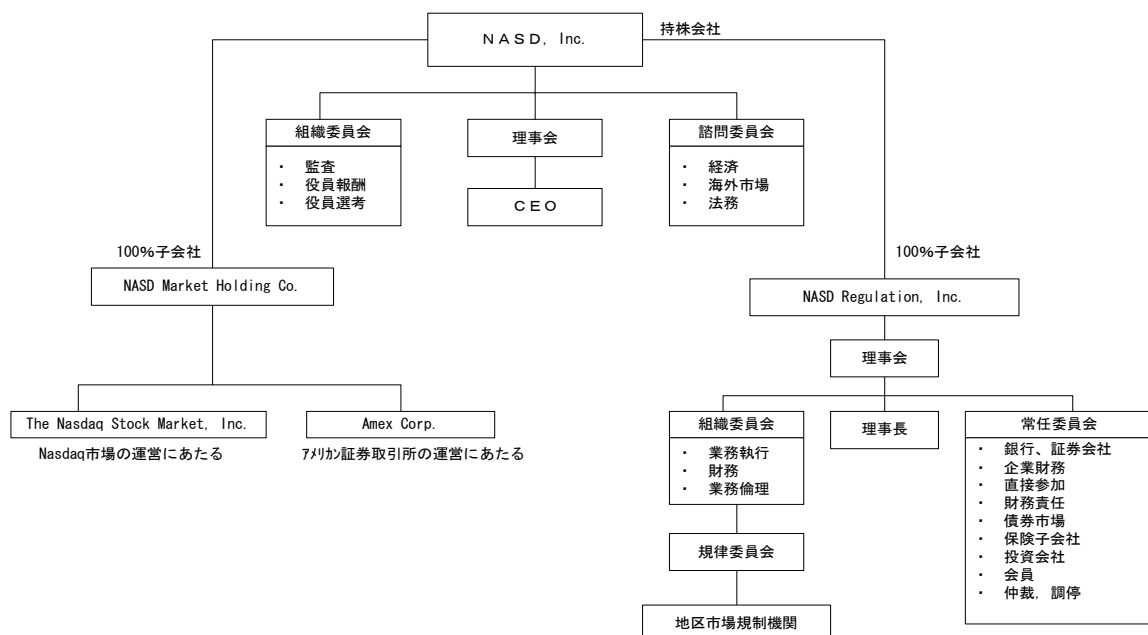 ＮＡＳＤ, Inc.
持株会社
組織委員会
・ 監査
・ 役員報酬
・ 役員選考
理事会
ＣＥＯ
諮問委員会
・ 経済
・ 海外市場
・ 法務
100%子会社
NASD Market Holding Co.
100%子会社
NASD Regulation, Inc.
The Nasdaq Stock Market, Inc.
Nasdaq市場の運営にあたる
Amex Corp.
ｱﾒﾘｶﾝ証券取引所の運営にあたる
理事会
組織委員会
・ 業務執行
・ 財務
・ 業務倫理
理事長
常任委員会
・ 銀行、証券会社
・ 企業財務
・ 直接参加
・ 財務責任
・ 債券市場
・ 保険子会社
・ 投資会社
・ 会員
・ 仲裁, 調停
規律委員会
地区市場規制機関